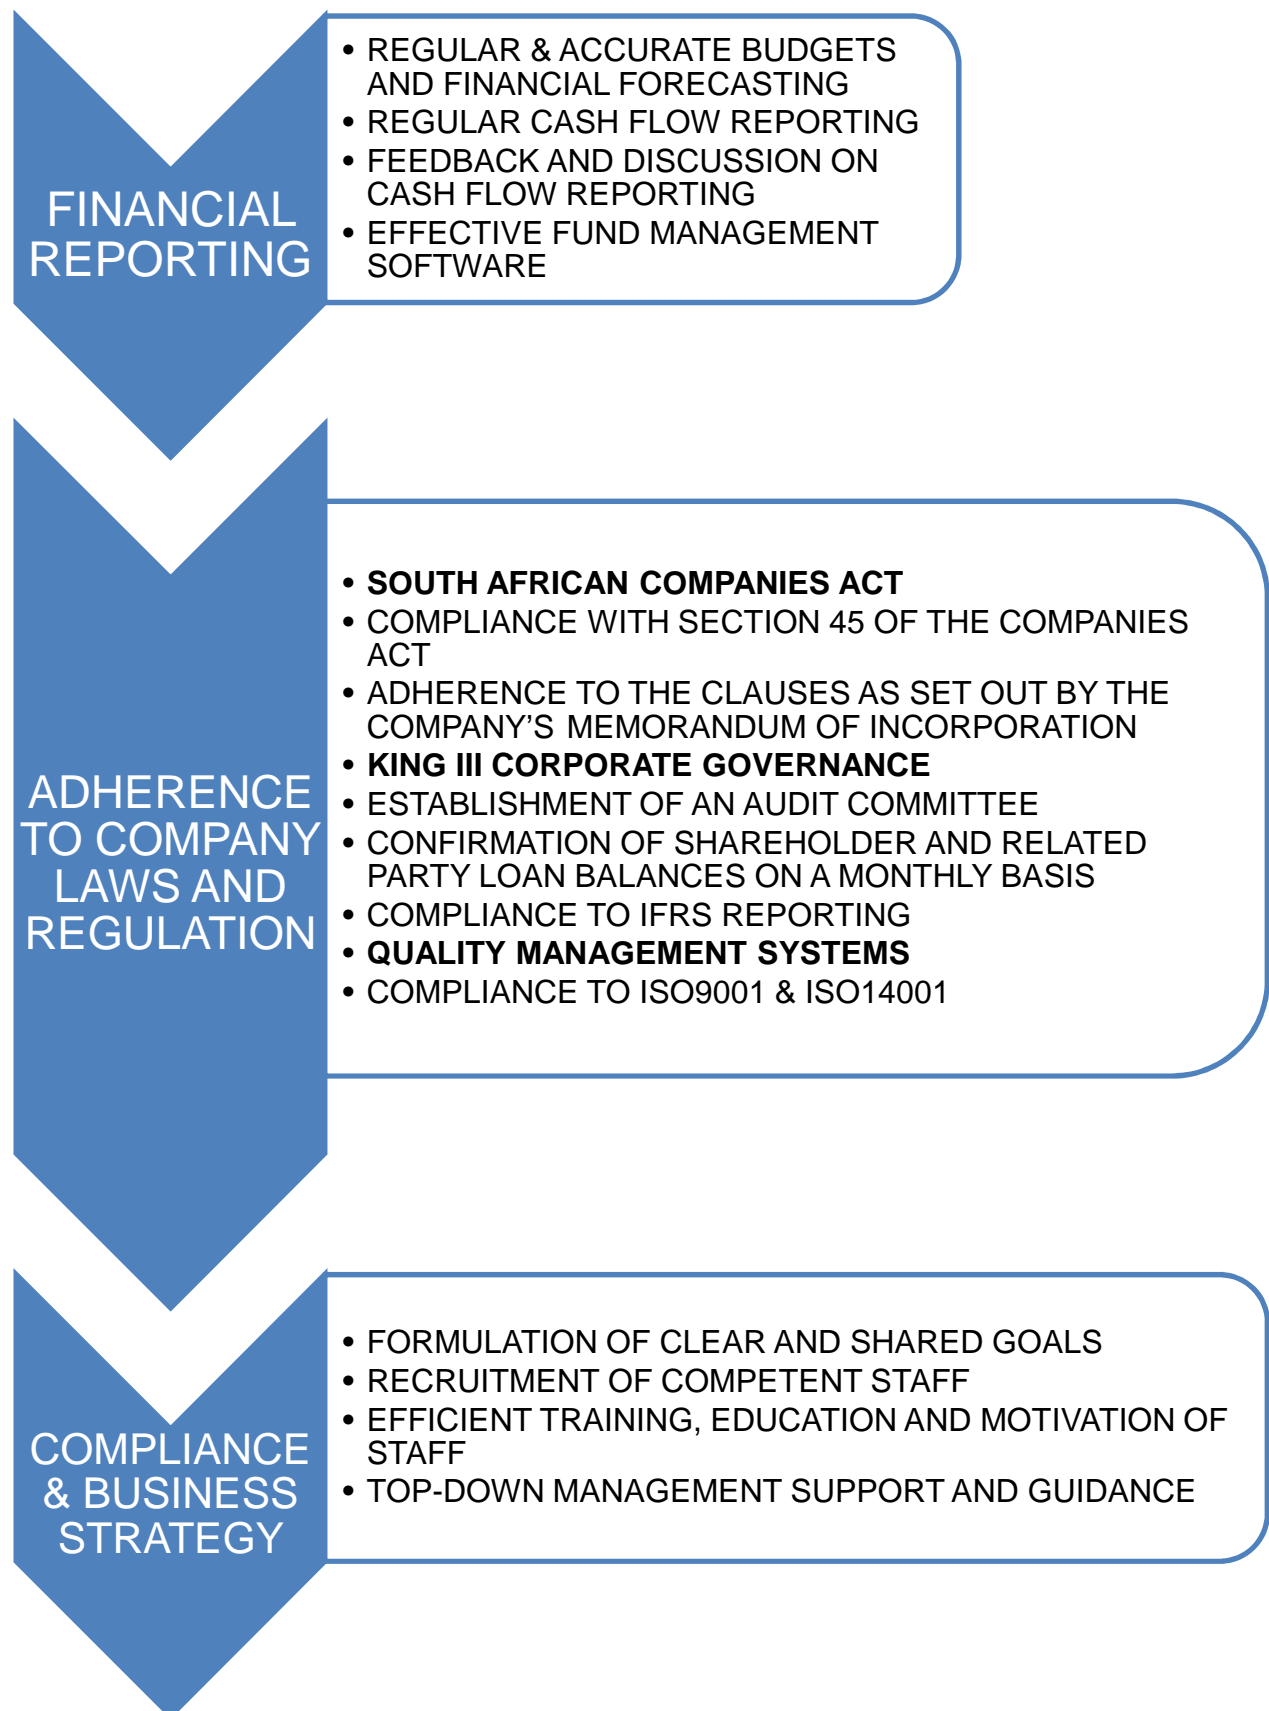 FINANCIAL
REPORTING
• REGULAR & ACCURATE BUDGETS
AND FINANCIAL FORECASTING
• REGULAR CASH FLOW REPORTING
• FEEDBACK AND DISCUSSION ON
CASH FLOW REPORTING
• EFFECTIVE FUND MANAGEMENT
SOFTWARE
ADHERENCE
TO COMPANY
LAWS AND
REGULATION
• SOUTH AFRICAN COMPANIES ACT
• COMPLIANCE WITH SECTION 45 OF THE COMPANIES
ACT
• ADHERENCE TO THE CLAUSES AS SET OUT BY THE
COMPANY’S MEMORANDUM OF INCORPORATION
• KING III CORPORATE GOVERNANCE
• ESTABLISHMENT OF AN AUDIT COMMITTEE
• CONFIRMATION OF SHAREHOLDER AND RELATED
PARTY LOAN BALANCES ON A MONTHLY BASIS
• COMPLIANCE TO IFRS REPORTING
• QUALITY MANAGEMENT SYSTEMS
• COMPLIANCE TO ISO9001 & ISO14001
COMPLIANCE
& BUSINESS
STRATEGY
• FORMULATION OF CLEAR AND SHARED GOALS
• RECRUITMENT OF COMPETENT STAFF
• EFFICIENT TRAINING, EDUCATION AND MOTIVATION OF
STAFF
• TOP-DOWN MANAGEMENT SUPPORT AND GUIDANCE